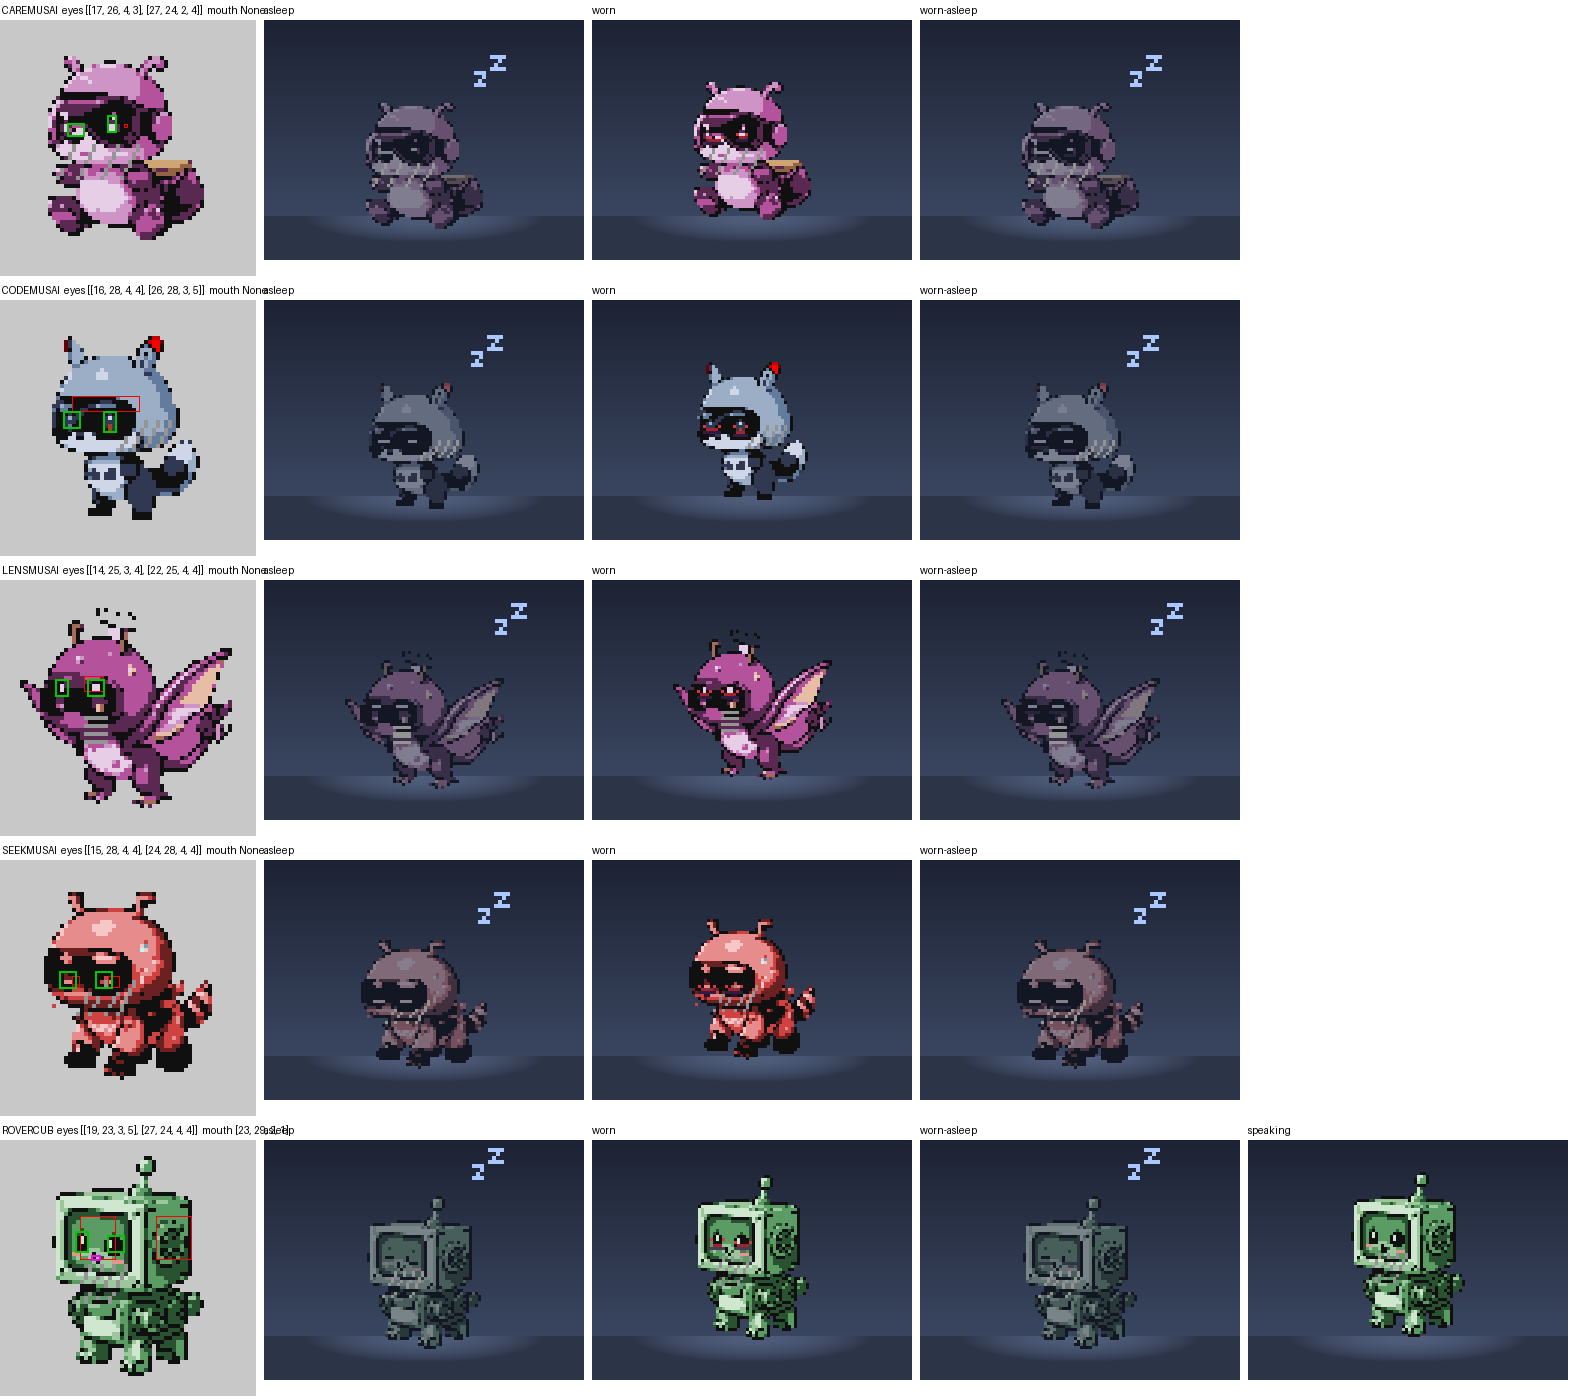 CAREMUSAI eyes [[17, 26, 4, 3], [27, 24, 2, 4]] mouth None
asleep
worn
worn-asleep
z z
z z
CODEMUSAI eyes [[16, 28, 4, 4], [26, 28, 3, 5]] mouth None
asleep
worn
worn-asleep
z z
z z
LENSMUSAI eyes [[14, 25, 3, 4], [22, 25, 4, 4]] mouth None
asleep
worn
worn-asleep
z z
z z
SEEKMUSAI eyes [[15, 28, 4, 4], [24, 28, 4, 4]] mouth None
asleep
worn
worn-asleep
z z
z z
ROVERCUB eyes [[19, 23, 3, 5], [27, 24, 4, 4]] mouth [23, 29,
asleep
worn
worn-asleep
speaking
z z
z z